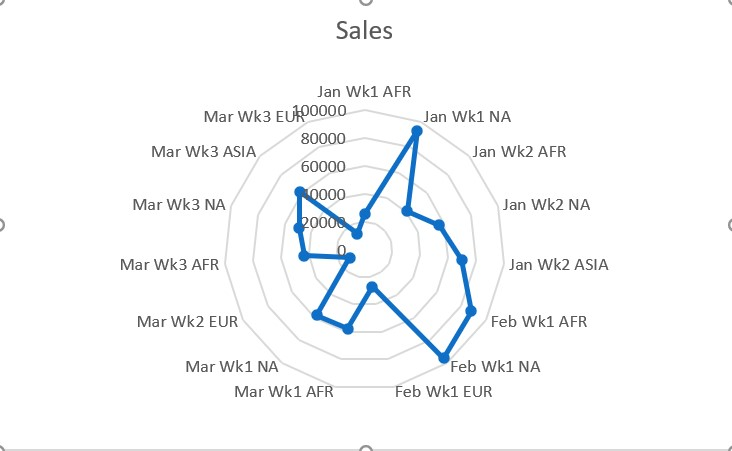 Sales
Jan Wk1 AFR
Jan Wk1 NA
Jan Wk2 AFR
Jan Wk2 NA
Jan Wk2 ASIA
Feb Wk1 AFR
Feb Wk1 NA
Feb Wk1 EUR
Mar Wk1 AFR
Mar Wk1 NA
Mar Wk2 EUR
Mar Wk3 AFR
Mar Wk3 NA
Mar Wk3 ASIA
Mar Wk3 EUR
100000
80000
60000
40000
20000
0